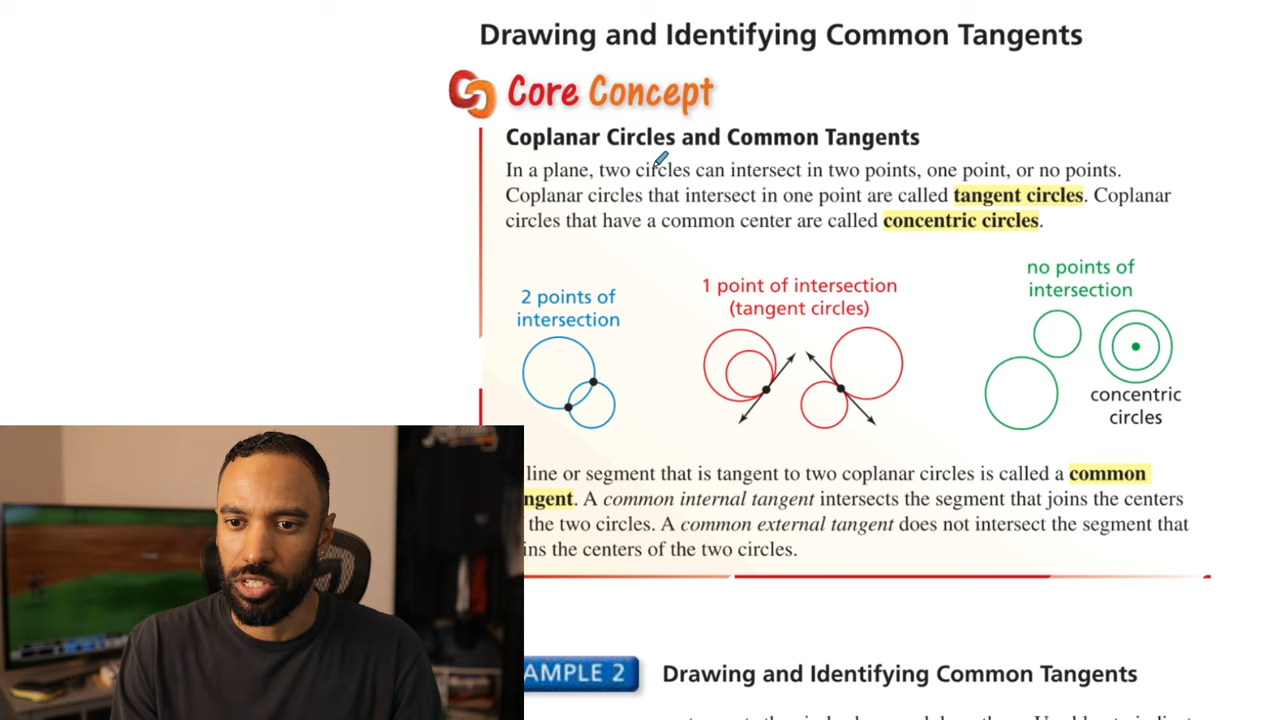 Drawing and Identifying Common Tangents
Core Concept
Coplanar Circles and Common Tangents
In a plane, two circles can intersect in two points, one point, or no points.
Coplanar circles that intersect in one point are called tangent circles. Coplanar
circles that have a common center are called concentric circles.
2 points of
intersection
1 point of intersection
(tangent circles)
no points of
intersection
concentric
circles
line or segment that is tangent to two coplanar circles is called a common
ngent. A common internal tangent intersects the segment that joins the centers
the two circles. A common external tangent does not intersect the segment that
ins the centers of the two circles.
AMPLE 2 Drawing and Identifying Common Tangents